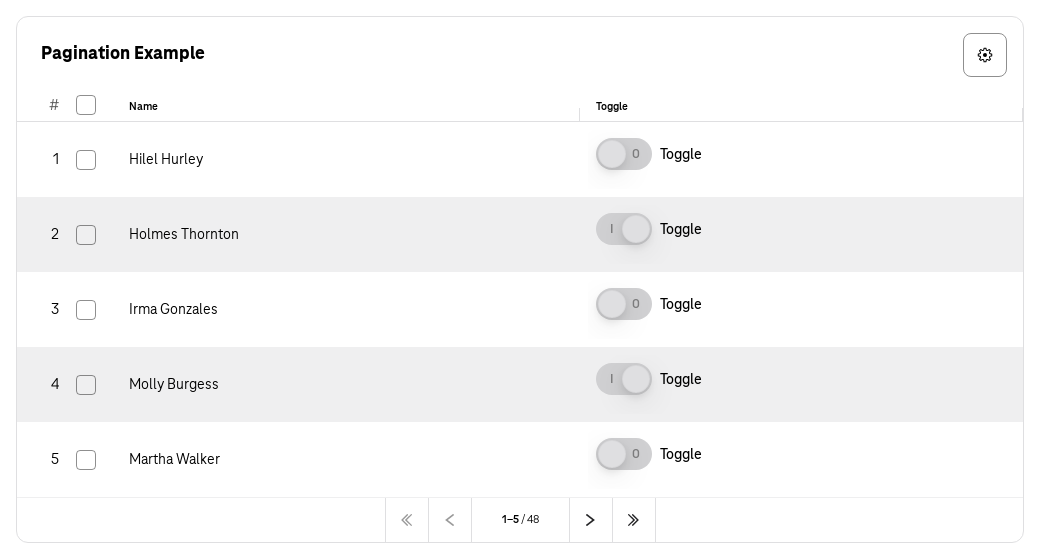 Pagination Example
# Name Toggle
1 Hilel Hurley 0 Toggle
2 Holmes Thornton I Toggle
3 Irma Gonzales 0 Toggle
4 Molly Burgess I Toggle
5 Martha Walker 0 Toggle
1–5 / 48